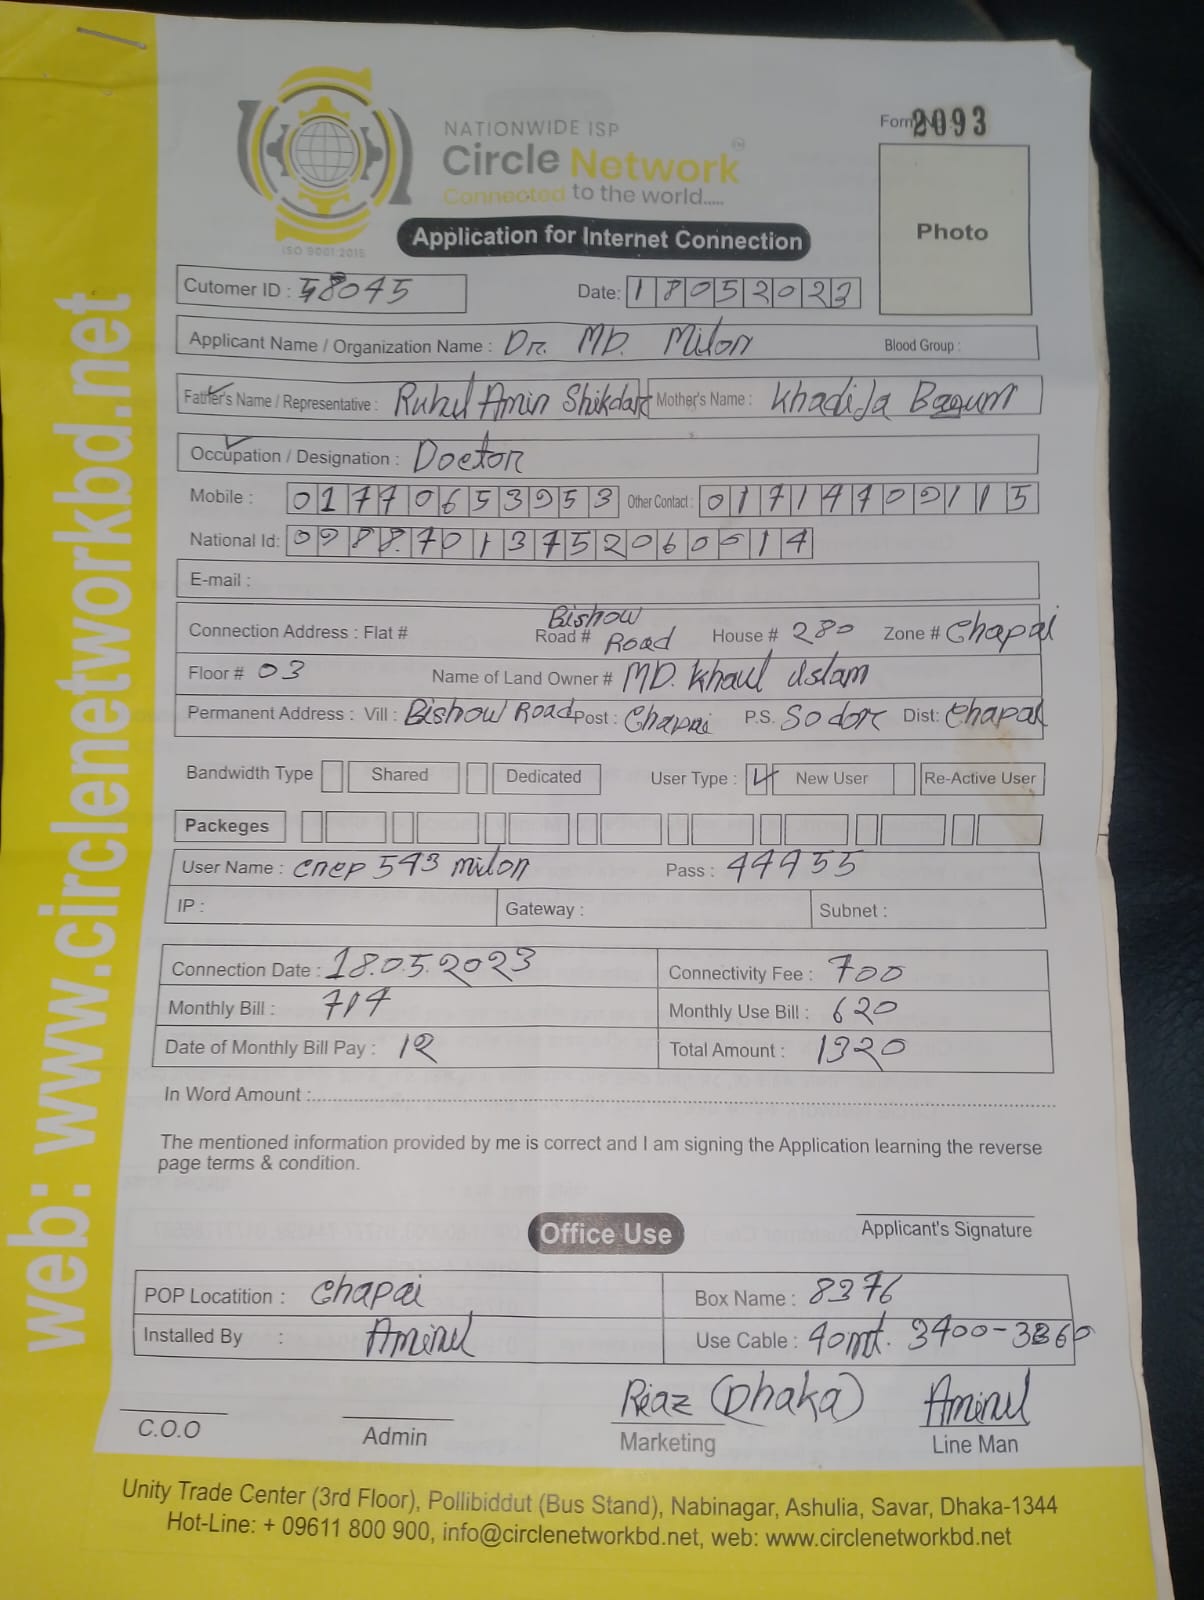 NATIONWIDE ISP
Circle Network
Connected to the world.....
ISO 9001:2015
Form 2093
Photo
Application for Internet Connection
Cutomer ID : 48045 Date: 18052023
Applicant Name / Organization Name : Dr. MD. Milon Blood Group :
Father's Name / Representative : Ruhul Amin Shikdar Mother's Name : Khadija Begum
Occupation / Designation : Doctor
Mobile : 01770653953 Other Contact : 01714709115
National Id:
E-mail :
Connection Address : Flat # Road # Bishow Road House # 280 Zone # Chapai
Floor # 03 Name of Land Owner # MD. Islam
Permanent Address : Vill : Bishow Road Post : Chapai P.S. Sodor Dist: Chapai
Bandwidth Type Shared Dedicated User Type : New User Re-Active User
Packeges
User Name : cnep 543 milon Pass : 44455
IP : Gateway : Subnet :
Connection Date : 18.05.2023 Connectivity Fee : 700
Monthly Bill : 714 Monthly Use Bill : 620
Date of Monthly Bill Pay : 12 Total Amount : 1320
In Word Amount :
The mentioned information provided by me is correct and I am signing the Application learning the reverse
page terms & condition.
Applicant's Signature
Office Use
POP Locatition : Chapai Box Name : 8376
Installed By : Aminul Use Cable : 40mt. 3400-3360
Riaz (Dhaka) Aminul
C.O.O Admin Marketing Line Man
Unity Trade Center (3rd Floor), Pollibiddut (Bus Stand), Nabinagar, Ashulia, Savar, Dhaka-1344
Hot-Line: + 09611 800 900, info@circlenetworkbd.net, web: www.circlenetworkbd.net
web: www.circlenetworkbd.net